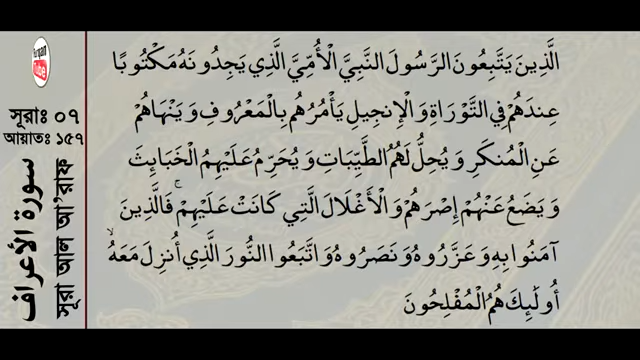 Quran
Tube
সূরাঃ ০৭
আয়াতঃ ১৫৭
سورة الأعراف
সূরা আল আ'রাফ
الَّذِينَ يَتَّبِعُونَ الرَّسُولَ النَّبِيَّ الْأُمِّيَّ الَّذِي يَجِدُونَهُ مَكْتُوبًا
عِندَهُمْ فِي التَّوْرَاةِ وَالْإِنجِيلِ يَأْمُرُهُم بِالْمَعْرُوفِ وَيَنْهَاهُمْ
عَنِ الْمُنكَرِ وَيُحِلُّ لَهُمُ الطَّيِّبَاتِ وَيُحَرِّمُ عَلَيْهِمُ الْخَبَائِثَ
وَيَضَعُ عَنْهُمْ إِصْرَهُمْ وَالْأَغْلَالَ الَّتِي كَانَتْ عَلَيْهِمْ ۚ فَالَّذِينَ
آمَنُوا بِهِ وَعَزَّرُوهُ وَنَصَرُوهُ وَاتَّبَعُوا النُّورَ الَّذِي أُنزِلَ مَعَهُ ۙ
أُولَٰئِكَ هُمُ الْمُفْلِحُونَ